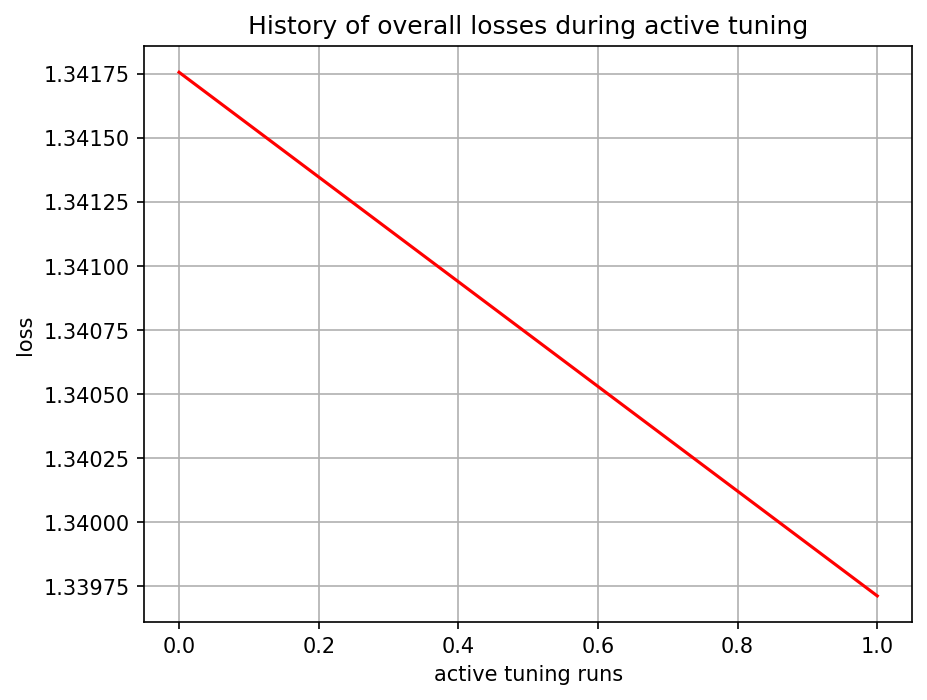 History of overall losses during active tuning
1.34175
1.34150
1.34125
1.34100
1.34075
1.34050
1.34025
1.34000
1.33975
loss
0.0 0.2 0.4 0.6 0.8 1.0
active tuning runs